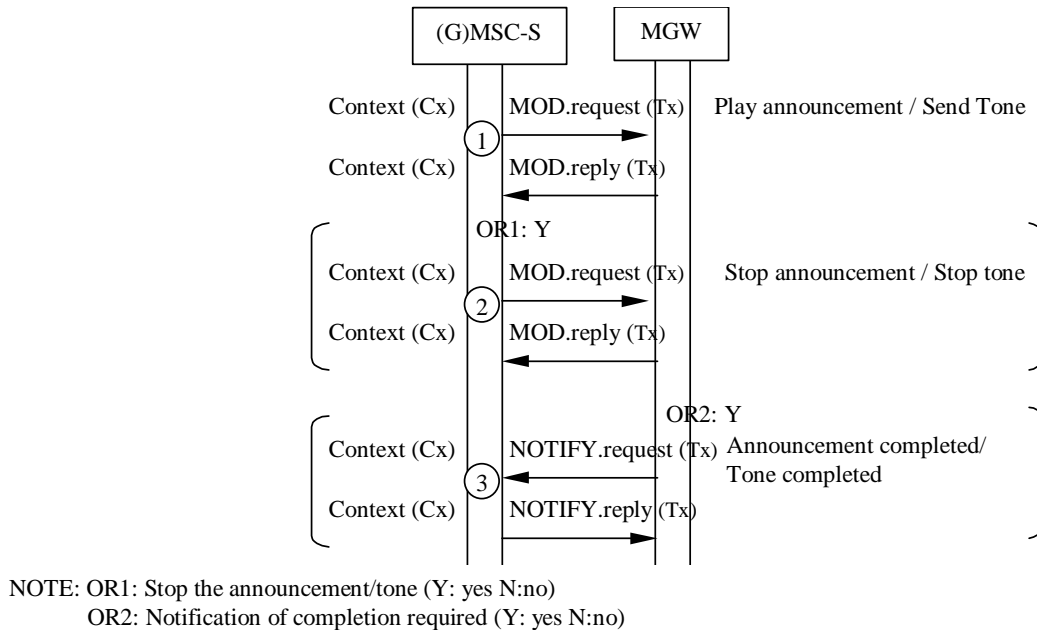 (G)MSC-S MGW
Context (Cx) MOD.request (Tx) Play announcement / Send Tone
1
Context (Cx) MOD.reply (Tx)
OR1: Y
Context (Cx) MOD.request (Tx) Stop announcement / Stop tone
2
Context (Cx) MOD.reply (Tx)
OR2: Y
Context (Cx) NOTIFY.request (Tx) Announcement completed/
Tone completed
3
Context (Cx) NOTIFY.reply (Tx)
NOTE: OR1: Stop the announcement/tone (Y: yes N:no)
OR2: Notification of completion required (Y: yes N:no)